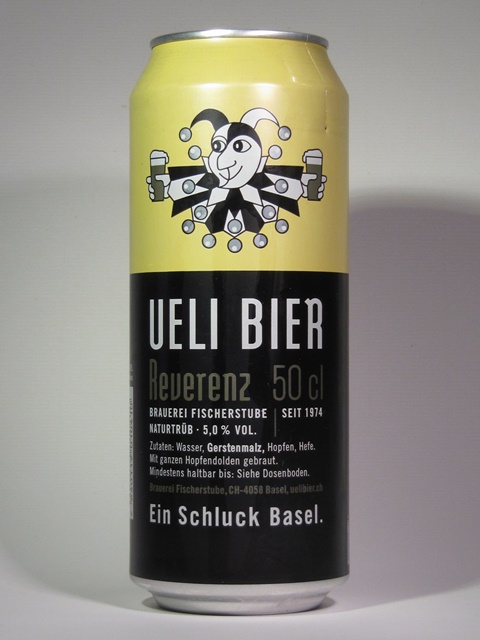 UELI BIER
Reverenz 50 cl
BRAUEREI FISCHERSTUBE | SEIT 1974
NATURTRÜB · 5,0 % VOL.
Zutaten: Wasser, Gerstenmalz, Hopfen, Hefe.
Mit ganzen Hopfendolden gebraut.
Mindestens haltbar bis: Siehe Dosenboden.
Brauerei Fischerstube, CH-4058 Basel, uelibier.ch
Ein Schluck Basel.